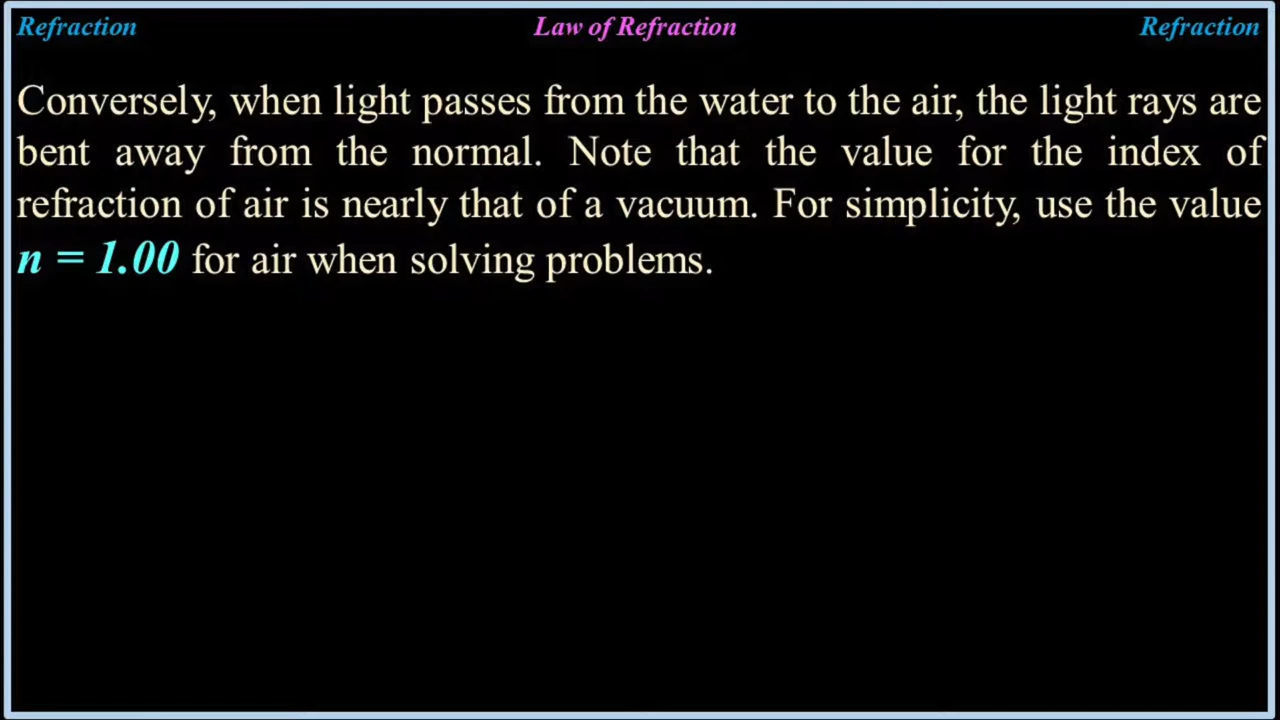 Refraction Law of Refraction Refraction
Conversely, when light passes from the water to the air, the light rays are
bent away from the normal. Note that the value for the index of
refraction of air is nearly that of a vacuum. For simplicity, use the value
n = 1.00 for air when solving problems.